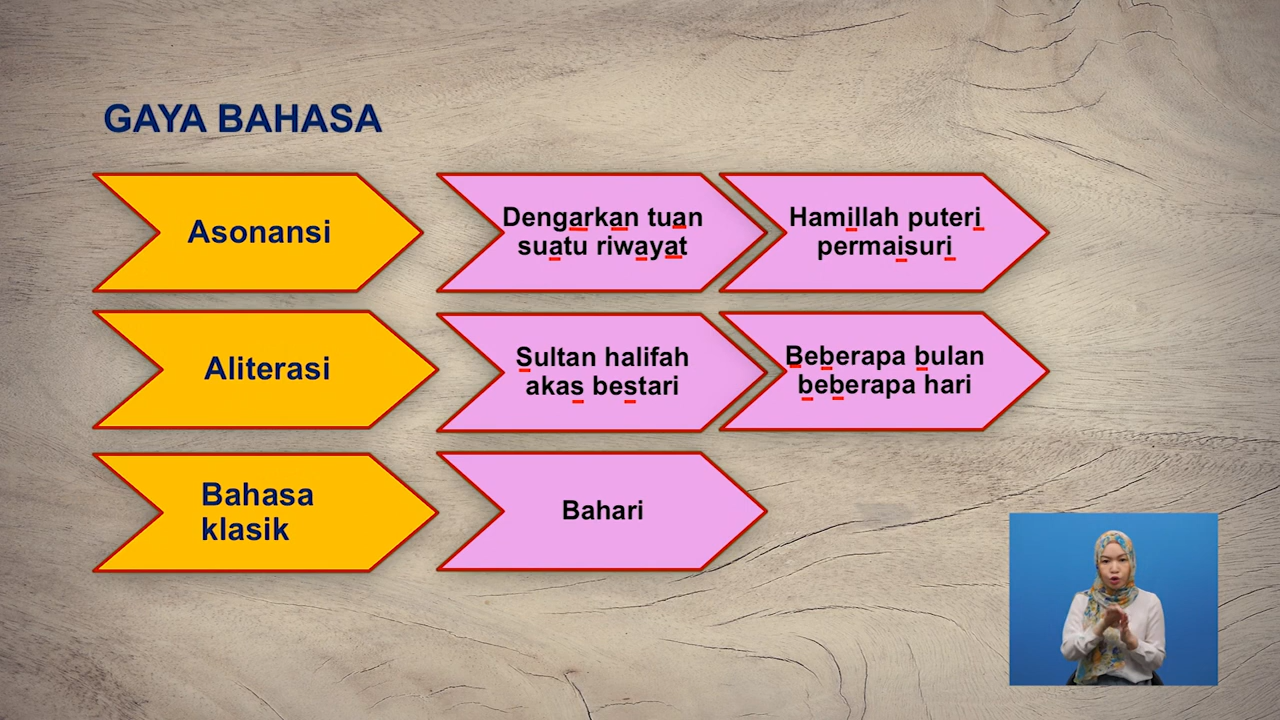 GAYA BAHASA
Asonansi
Dengarkan tuan
suatu riwayat
Hamillah puteri
permaisuri
Aliterasi
Sultan halifah
akas bestari
Beberapa bulan
beberapa hari
Bahasa
klasik
Bahari